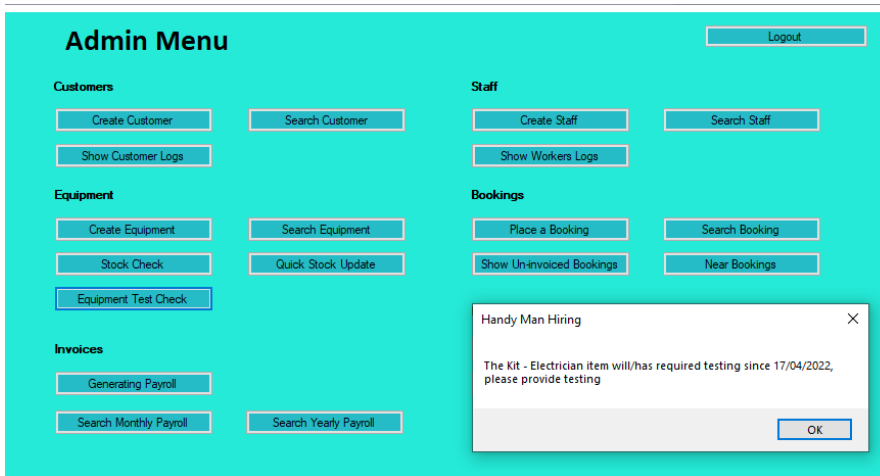 Admin Menu
Logout
Customers
Create Customer
Search Customer
Show Customer Logs
Staff
Create Staff
Search Staff
Show Workers Logs
Equipment
Create Equipment
Search Equipment
Stock Check
Quick Stock Update
Equipment Test Check
Bookings
Place a Booking
Search Booking
Show Un-invoiced Bookings
Near Bookings
Invoices
Generating Payroll
Search Monthly Payroll
Search Yearly Payroll
Handy Man Hiring
The Kit - Electrician item will/has required testing since 17/04/2022,
please provide testing
OK